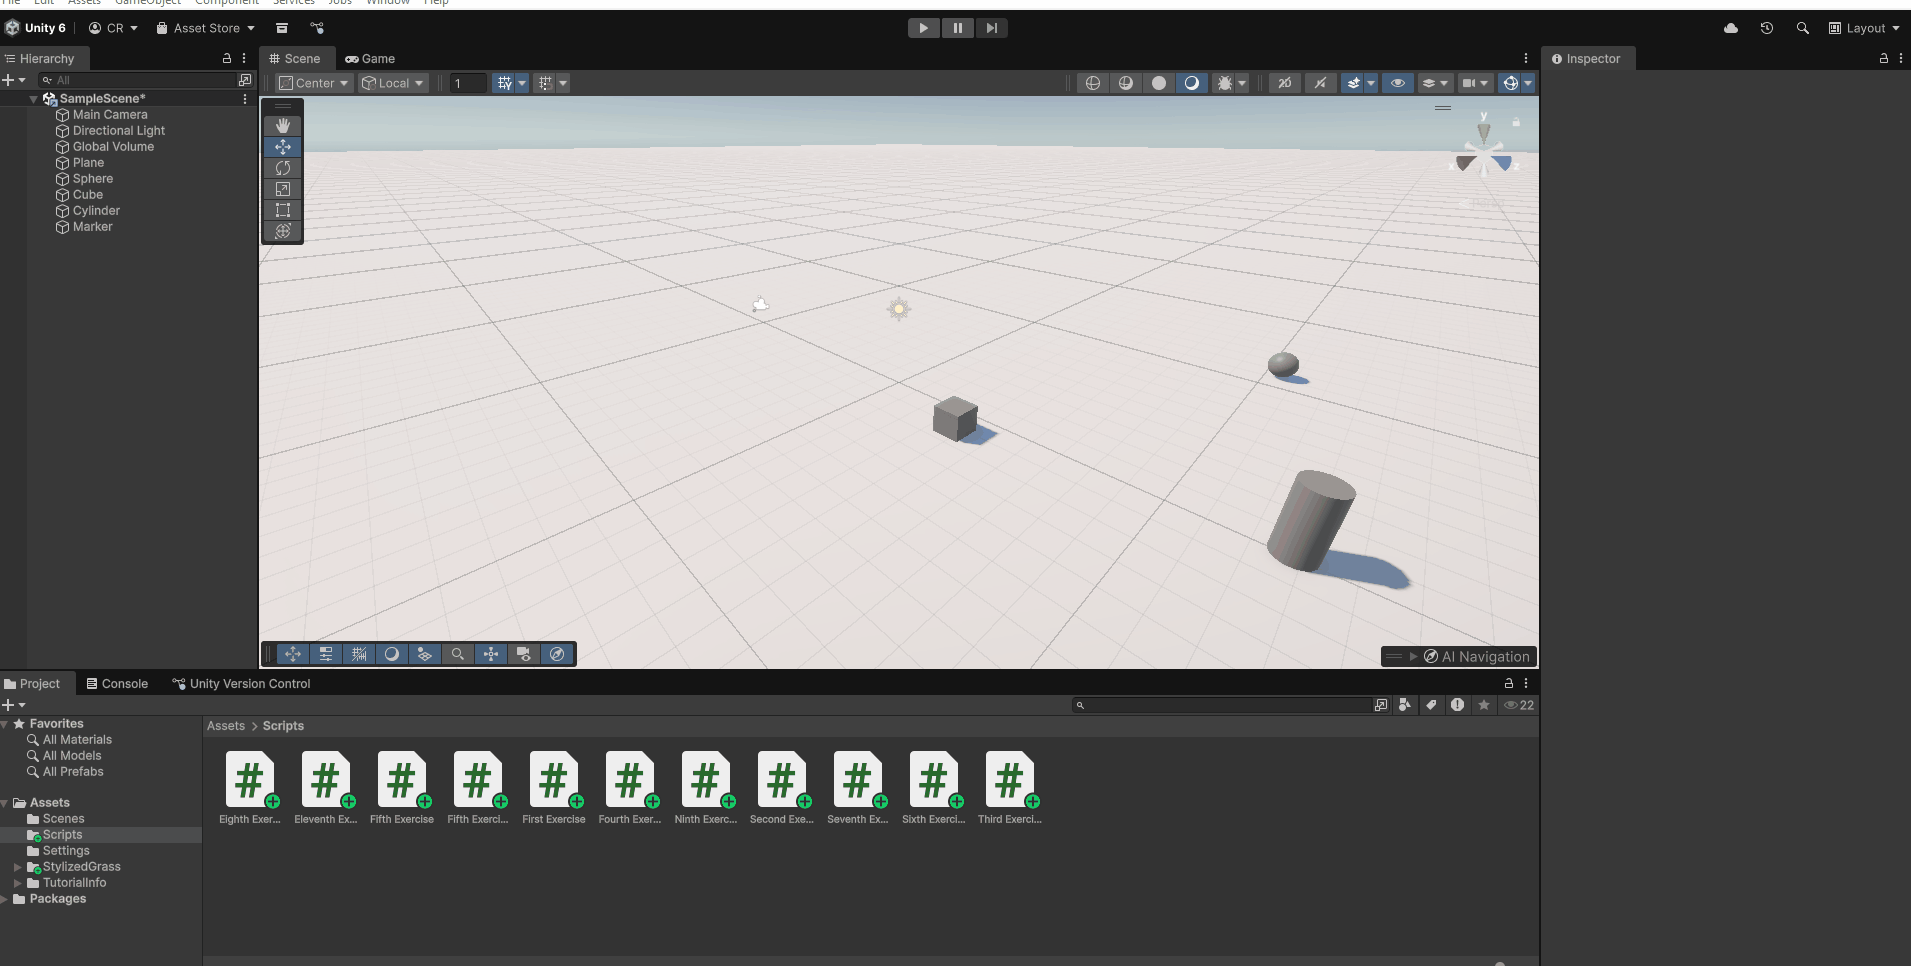 File Edit Assets GameObject Component Services Jobs Window Help
Unity 6 CR Asset Store Layout
Hierarchy
All
SampleScene*
Main Camera
Directional Light
Global Volume
Plane
Sphere
Cube
Cylinder
Marker
Scene Game
Center Local 1 2D
y
x z
Persp
AI Navigation
Inspector
Project Console Unity Version Control
22
Favorites
All Materials
All Models
All Prefabs
Assets
Scenes
Scripts
Settings
StylizedGrass
TutorialInfo
Packages
Assets > Scripts
# # # # # # # # # # #
Eighth Exer... Eleventh Ex... Fifth Exercise Fifth Exerci... First Exercise Fourth Exer... Ninth Exerc... Second Exe... Seventh Ex... Sixth Exerci... Third Exerci...